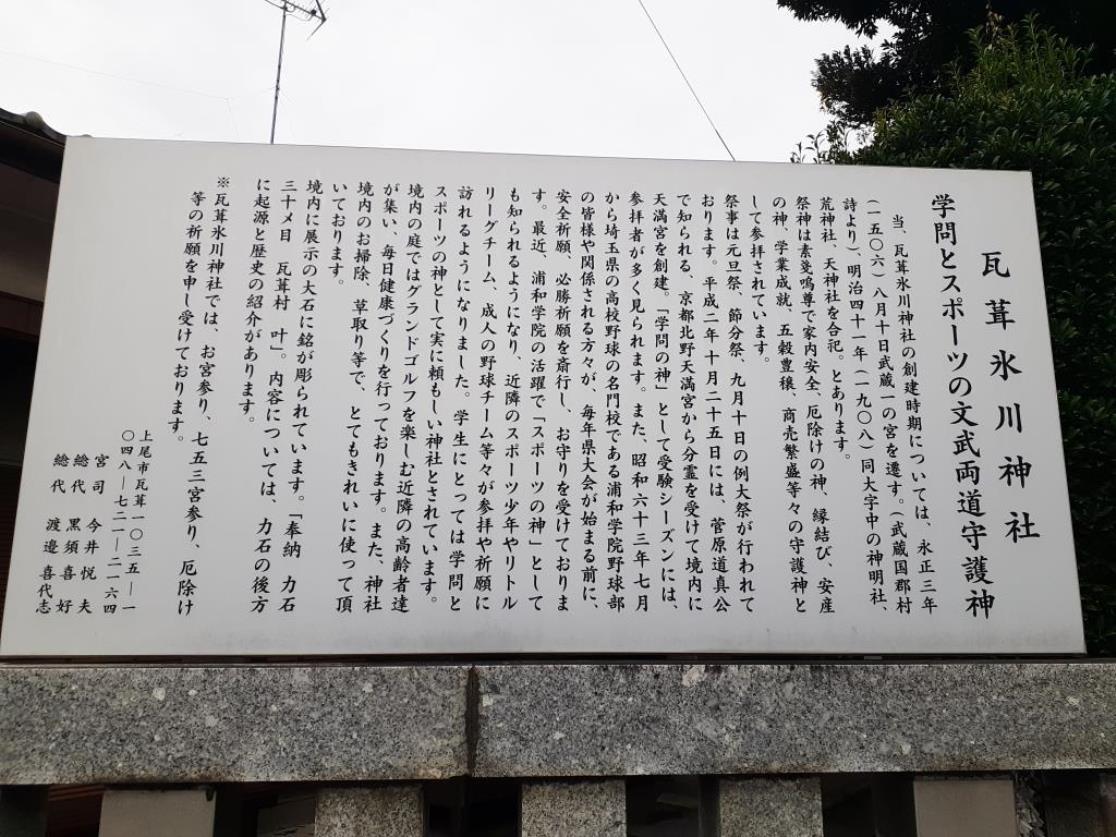 瓦葺氷川神社
学問とスポーツの文武両道守護神
当、瓦葺氷川神社の創建時期については、永正三年
(一五〇六)八月十日武蔵一の宮を遷す。(武蔵国郡村
詩より)、明治四十一年(一九〇八)同大字中の神明社、
荒神社、天神社を合祀。とあります。
祭神は素戔嗚尊で家内安全、厄除けの神、縁結び、安産
の神、学業成就、五穀豊穣、商売繁盛等々の守護神と
して参拝されています。
祭事は元旦祭、節分祭、九月十日の例大祭が行われて
おります。平成二年十月二十五日には、菅原道真公
で知られる、京都北野天満宮から分霊を受けて境内に
天満宮を創建。「学問の神」として受験シーズンには、
参拝者が多く見られます。また、昭和六十三年七月
から埼玉県の高校野球の名門校である浦和学院野球部
の皆様や関係される方々が、毎年県大会が始まる前に、
安全祈願、必勝祈願を斎行し、お守りを受けておりま
す。最近、浦和学院の活躍で「スポーツの神」として
も知られるようになり、近隣のスポーツ少年やリトル
リーグチーム、成人の野球チーム等々が参拝や祈願に
訪れるようになりました。学生にとっては学問と
スポーツの神として実に頼もしい神社とされています。
境内の庭ではグランドゴルフを楽しむ近隣の高齢者達
が集い、毎日健康づくりを行っております。また、神社
境内のお掃除、草取り等で、とてもきれいに使って頂
いております。
境内に展示の大石に銘が彫られています。「奉納 力石
三十メ目 瓦葺村 叶」。内容については、力石の後方
に起源と歴史の紹介があります。
※瓦葺氷川神社では、お宮参り、七五三宮参り、厄除け
等の祈願を申し受けております。
上尾市瓦葺一〇三五―一
〇四八―七二一―二一六四
宮司 今井悦夫
総代 黒須喜好
総代 渡邉喜代志